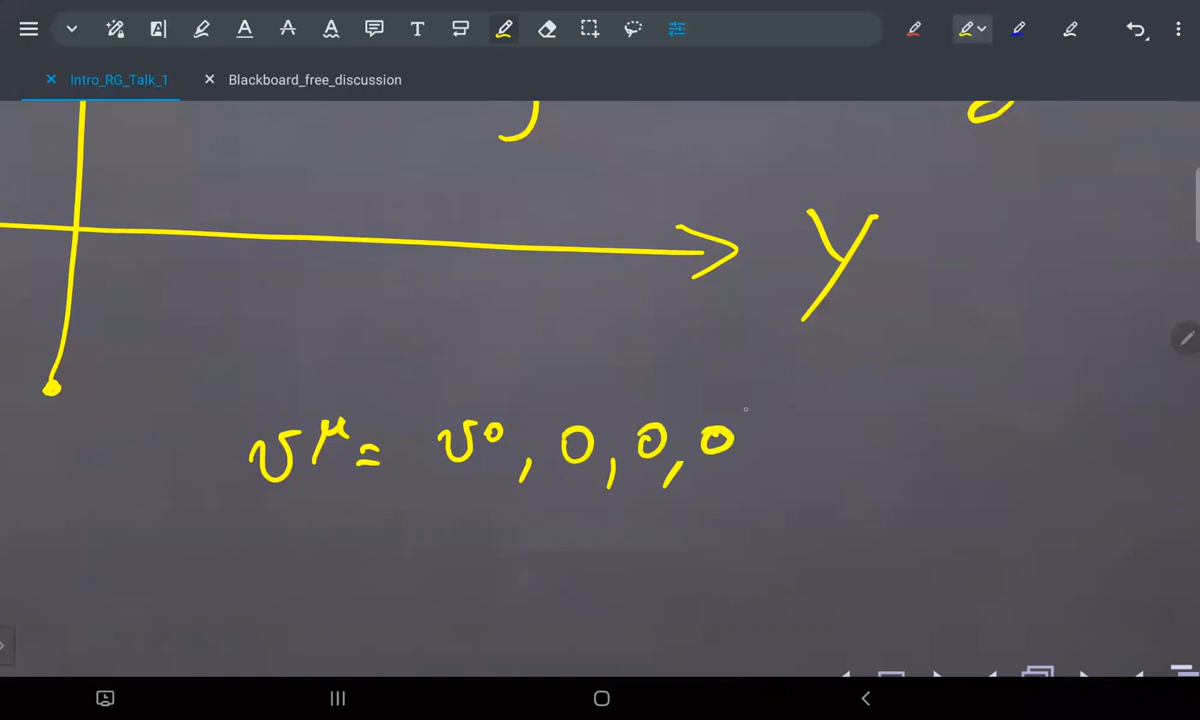 Intro_RG_Talk_1
Blackboard_free_discussion
y
v^μ = v^0, 0, 0, 0